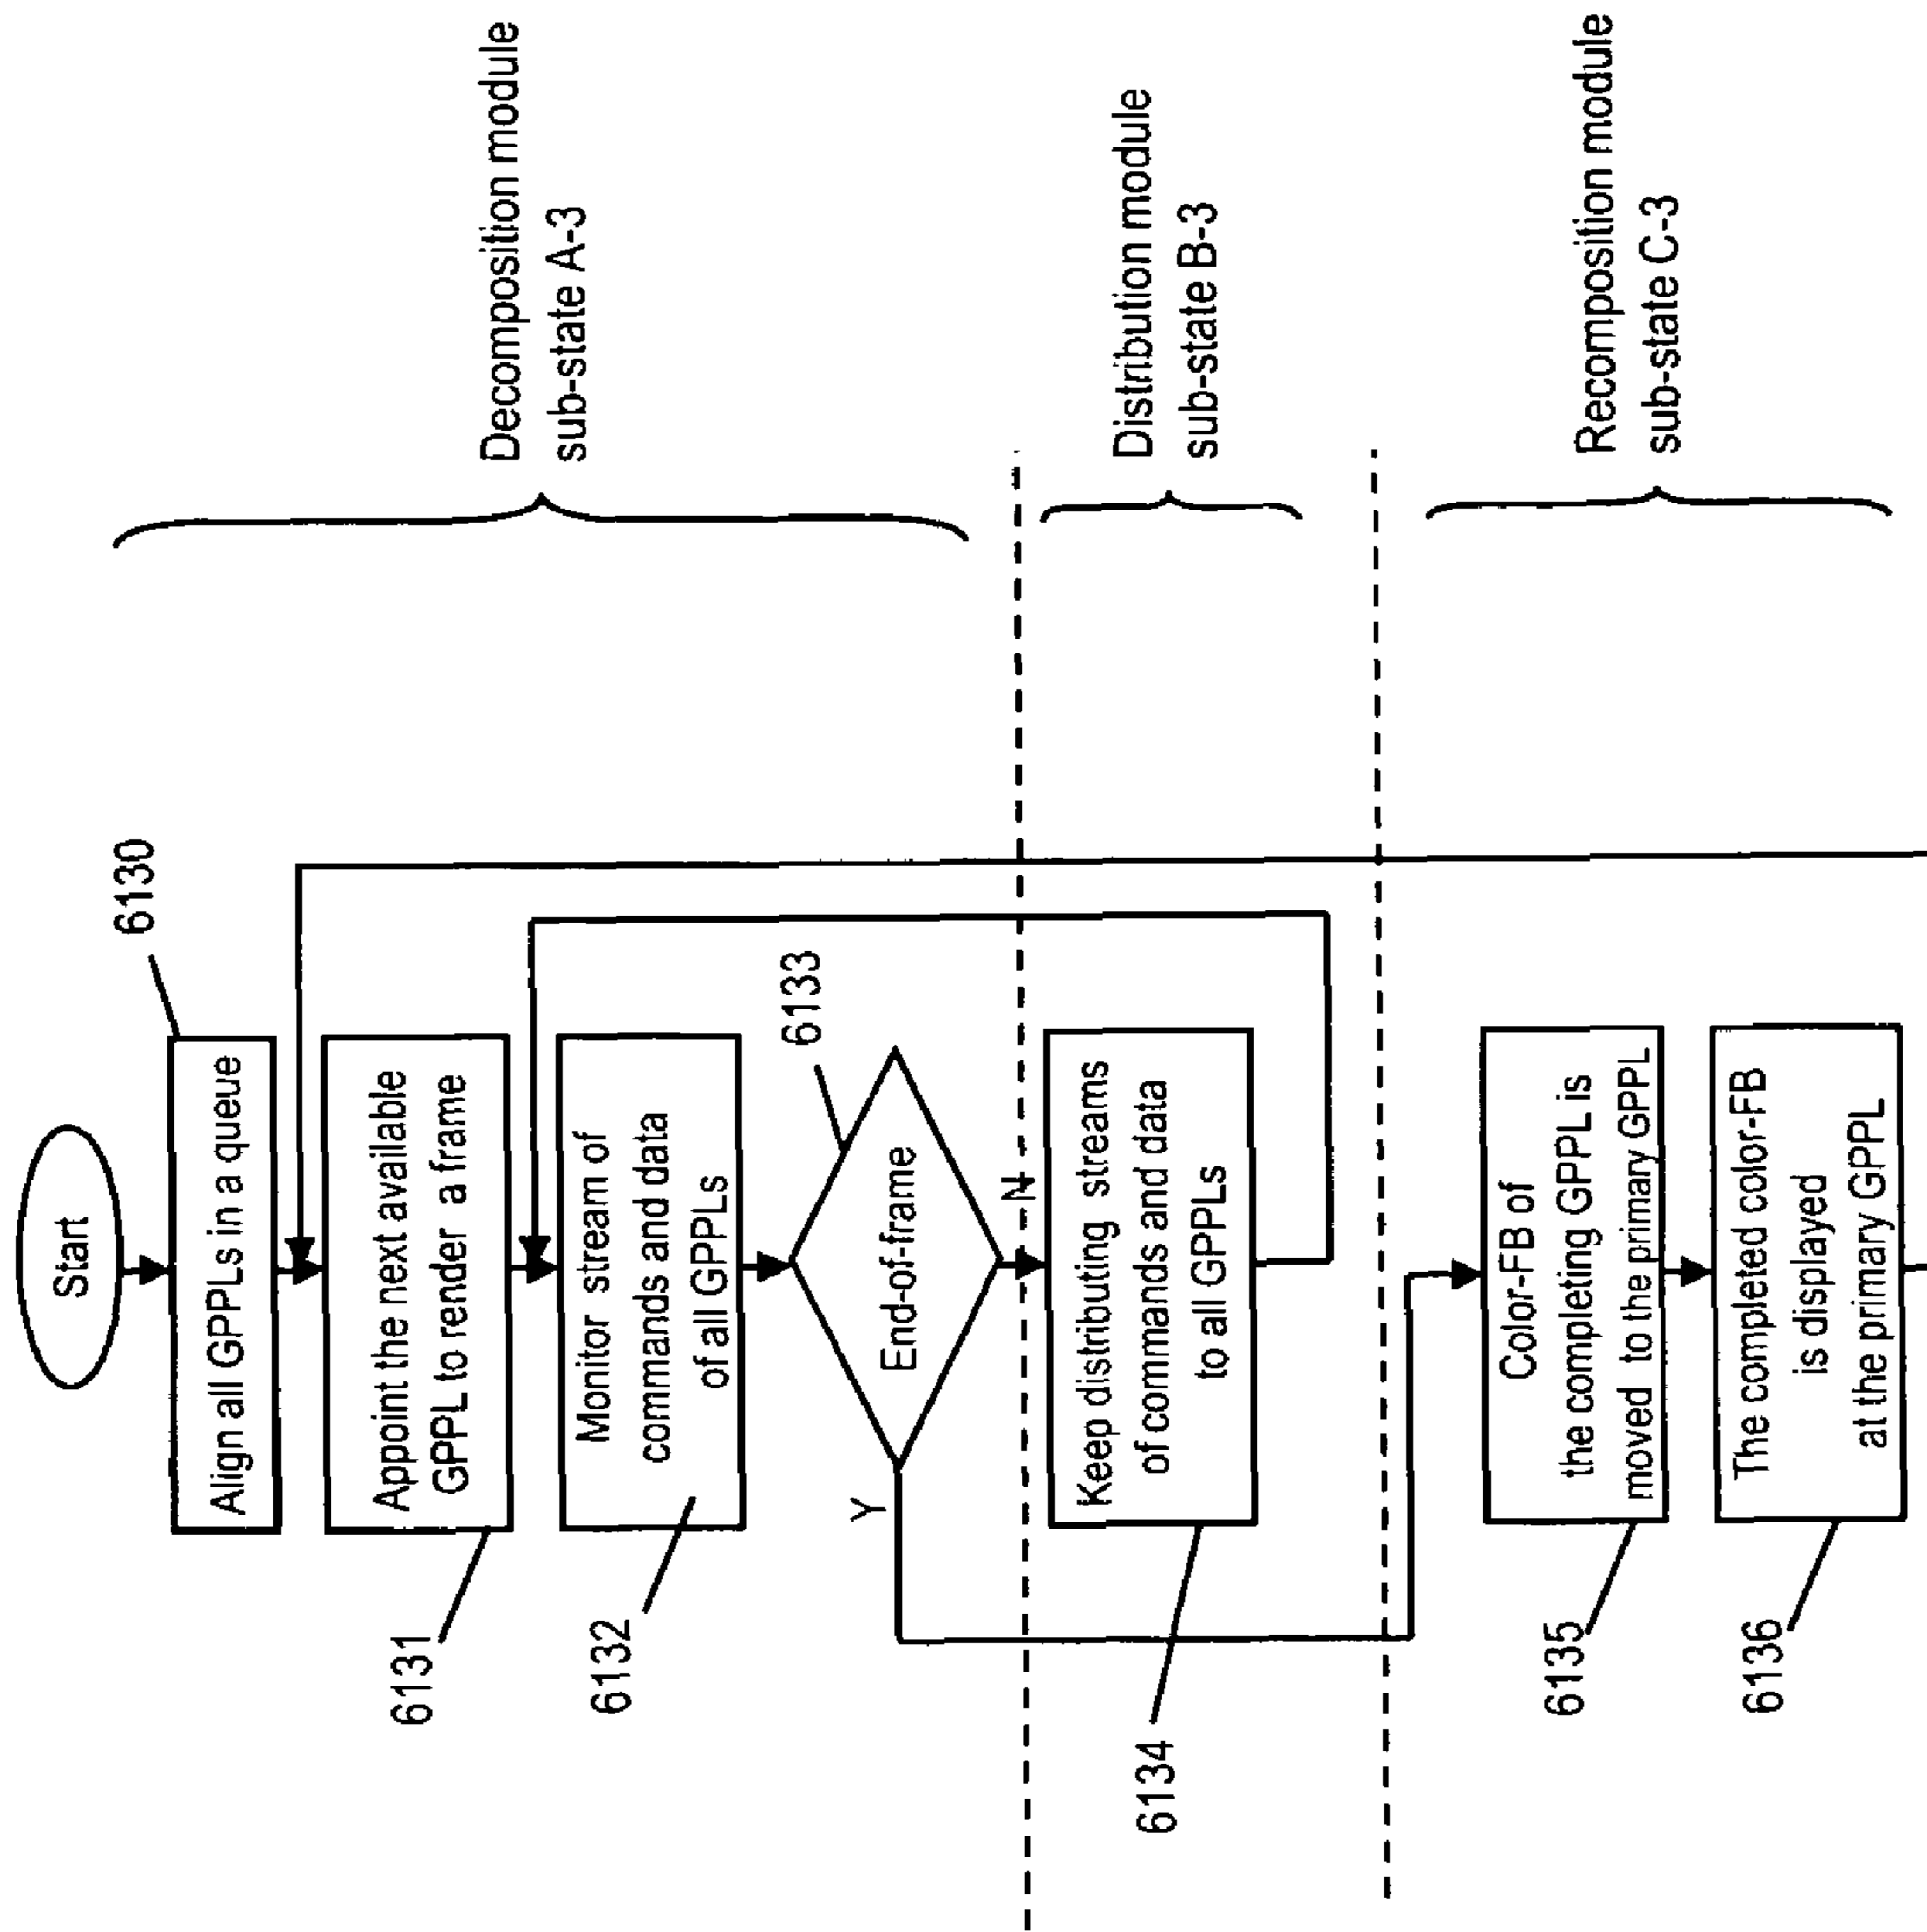 Start
6130
Align all GPPLs in a queue
6131
Appoint the next available
GPPL to render a frame
6132
Monitor stream of
commands and data
of all GPPLs
6133
End-of-frame
Y
N
Decomposition module
sub-state A-3
6134
Keep distributing streams
of commands and data
to all GPPLs
Distribution module
sub-state B-3
6135
Color-FB of
the completing GPPL is
moved to the primary GPPL
6136
The completed color-FB
is displayed
at the primary GPPL
Recomposition module
sub-state C-3